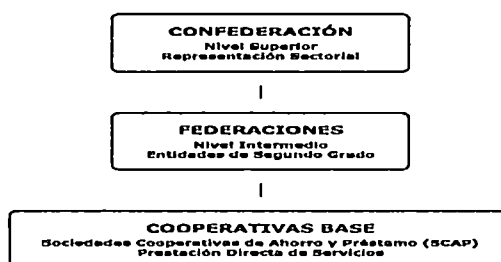 CONFEDERACIÓN
Nivel Superior
Representación Sectorial
FEDERACIONES
Nivel Intermedio
Entidades de Segundo Grado
COOPERATIVAS BASE
Sociedades Cooperativas de Ahorro y Préstamo (SCAP)
Prestación Directa de Servicios